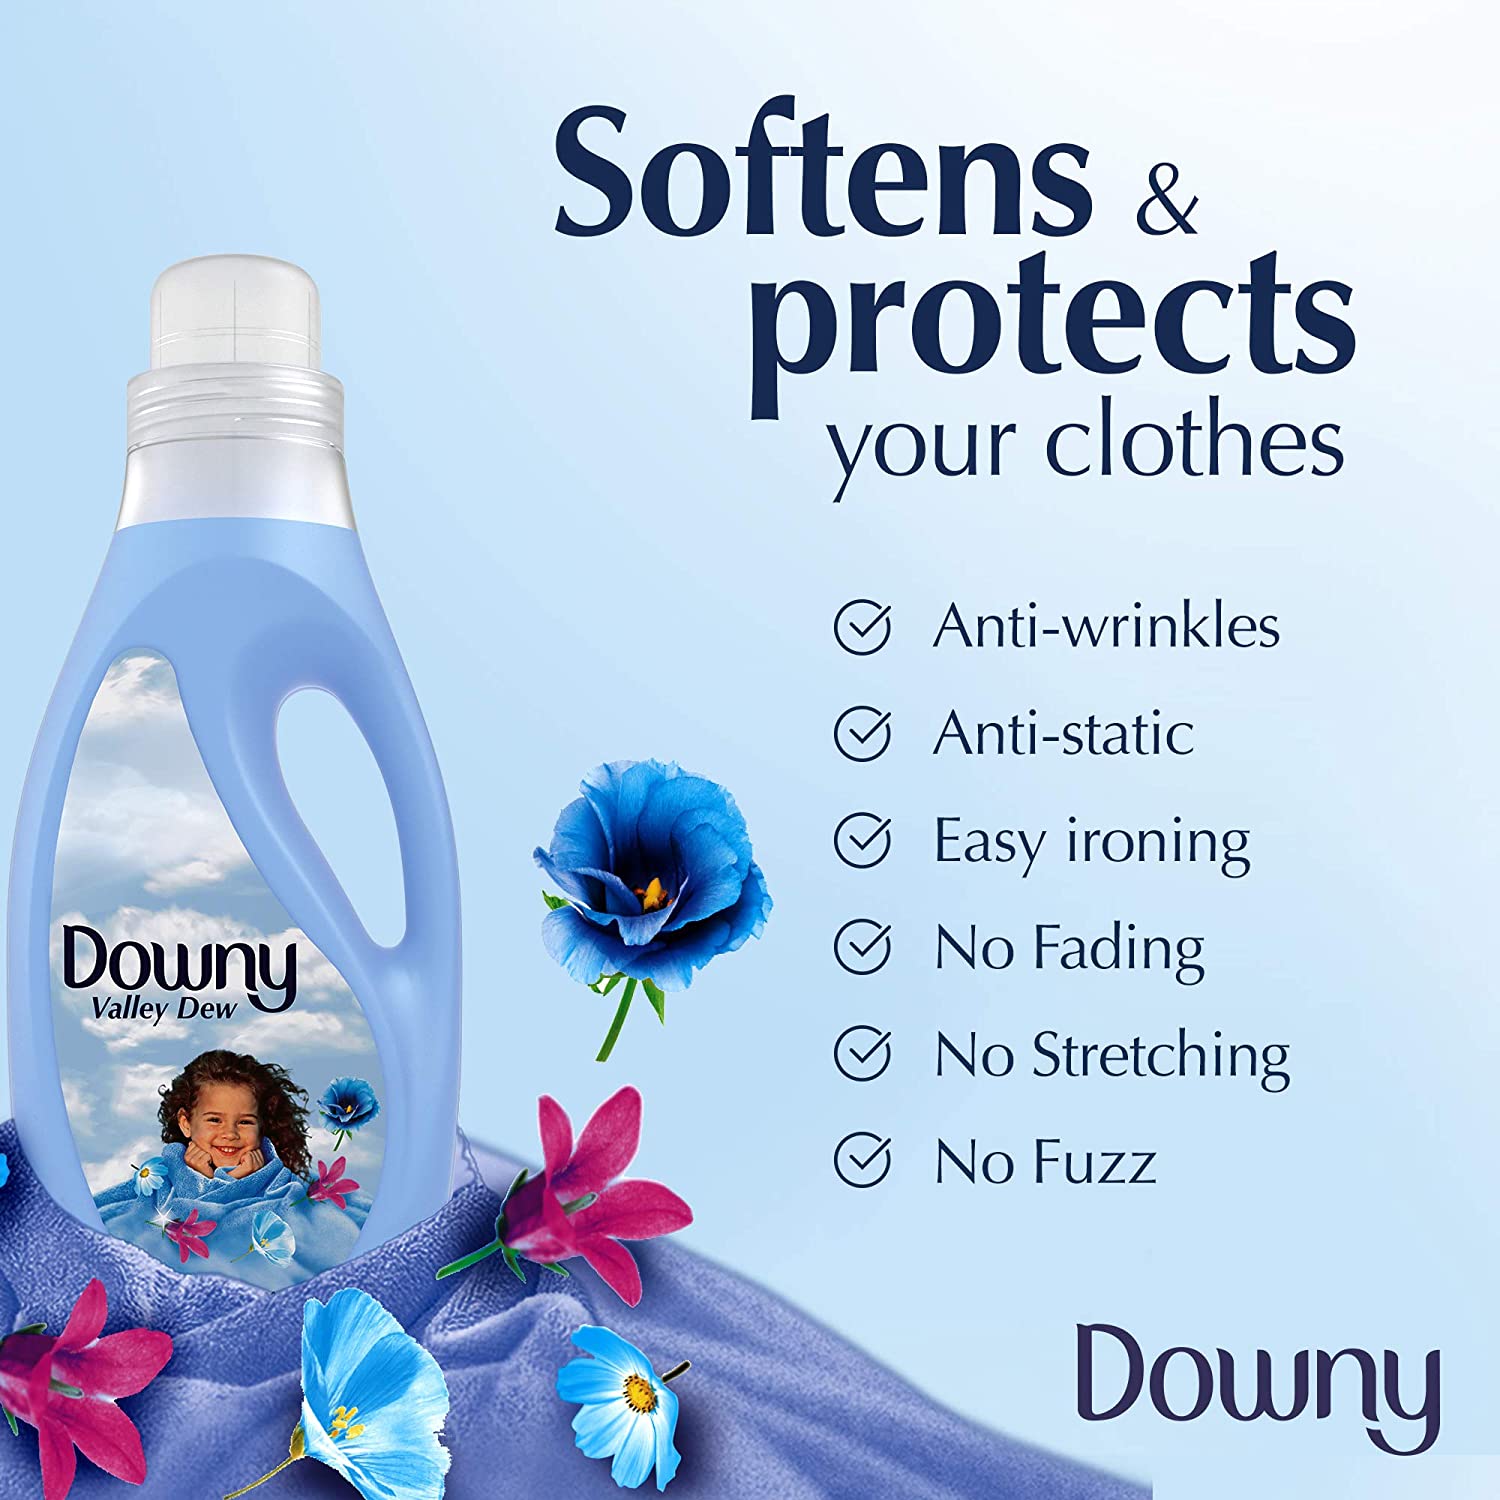 Softens &
protects
your clothes
Anti-wrinkles
Anti-static
Easy ironing
No Fading
No Stretching
No Fuzz
Downy
Valley Dew
Downy